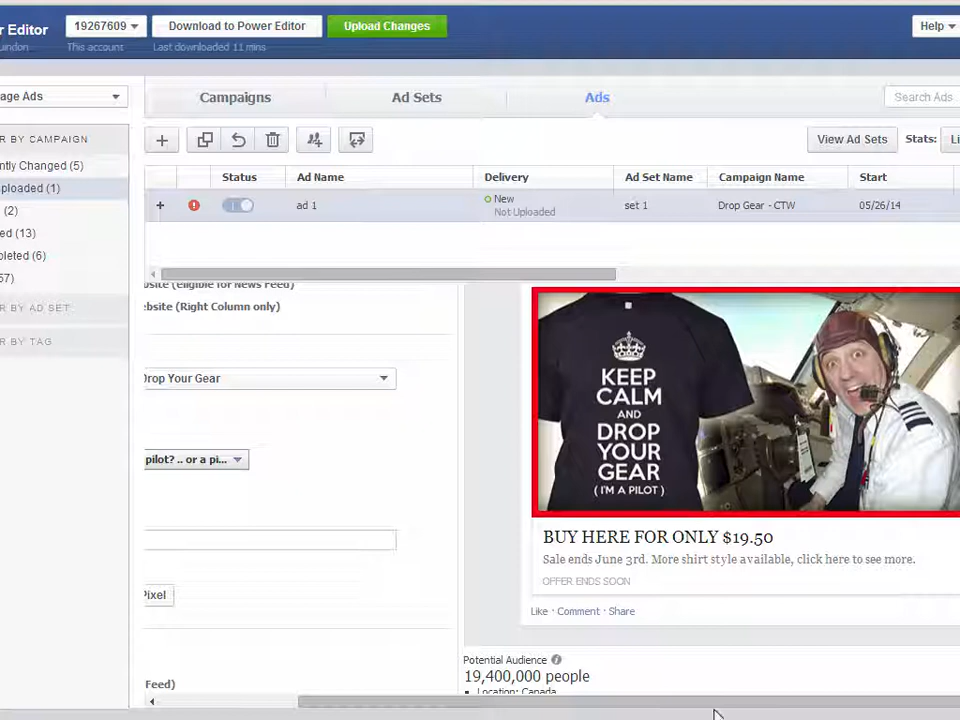 r Editor
19267609
Download to Power Editor
Upload Changes
Help
undon
This account
Last downloaded 11 mins
age Ads
Campaigns
Ad Sets
Ads
Search Ads
R BY CAMPAIGN
View Ad Sets
Stats:
ntly Changed (5)
Status
Ad Name
Delivery
Ad Set Name
Campaign Name
Start
ploaded (1)
ad 1
New
Not Uploaded
set 1
Drop Gear - CTW
05/26/14
(2)
ed (13)
pleted (6)
57)
R BY AD SET
R BY TAG
bsite (Eligible for News Feed)
ebsite (Right Column only)
Drop Your Gear
pilot? .. or a pi...
Pixel
Feed)
KEEP
CALM
AND
DROP
YOUR
GEAR
( I'M A PILOT )
BUY HERE FOR ONLY $19.50
Sale ends June 3rd. More shirt style available, click here to see more.
OFFER ENDS SOON
Like · Comment · Share
Potential Audience
19,400,000 people
Location: Canada